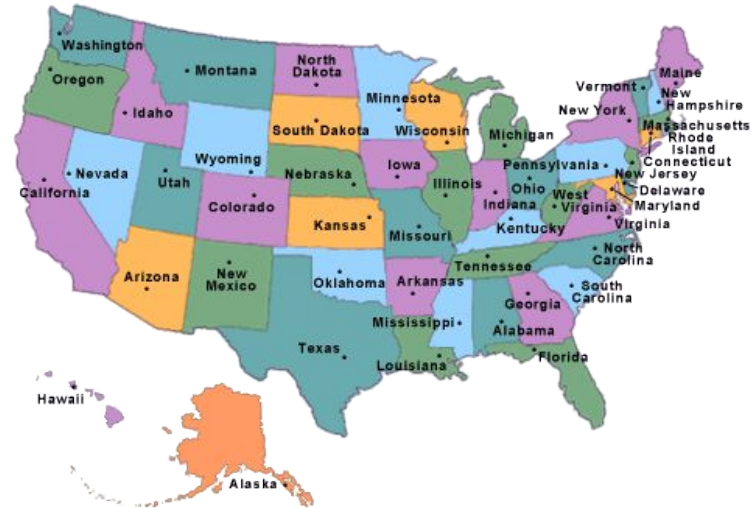 Washington
Oregon
Idaho
Montana
North
Dakota
Minnesota
South Dakota
Wisconsin
Michigan
Vermont
Maine
New
Hampshire
New York
Massachusetts
Rhode
Island
Connecticut
New Jersey
Delaware
Maryland
Pennsylvania
Nevada
California
Utah
Wyoming
Colorado
Nebraska
Iowa
Illinois
Indiana
Ohio
West
Virginia
Virginia
Kentucky
Kansas
Missouri
Tennessee
North
Carolina
South
Carolina
Arizona
New
Mexico
Oklahoma
Arkansas
Mississippi
Alabama
Georgia
Texas
Louisiana
Florida
Hawaii
Alaska